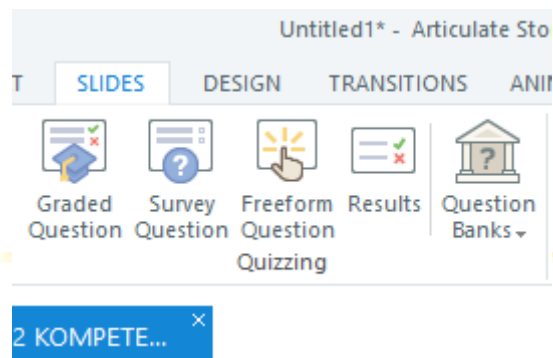 Untitled1* - Articulate Sto
T SLIDES DESIGN TRANSITIONS ANI
Graded Question
Survey Question
Freeform Question
Results
Question Banks
Quizzing
2 KOMPETE...